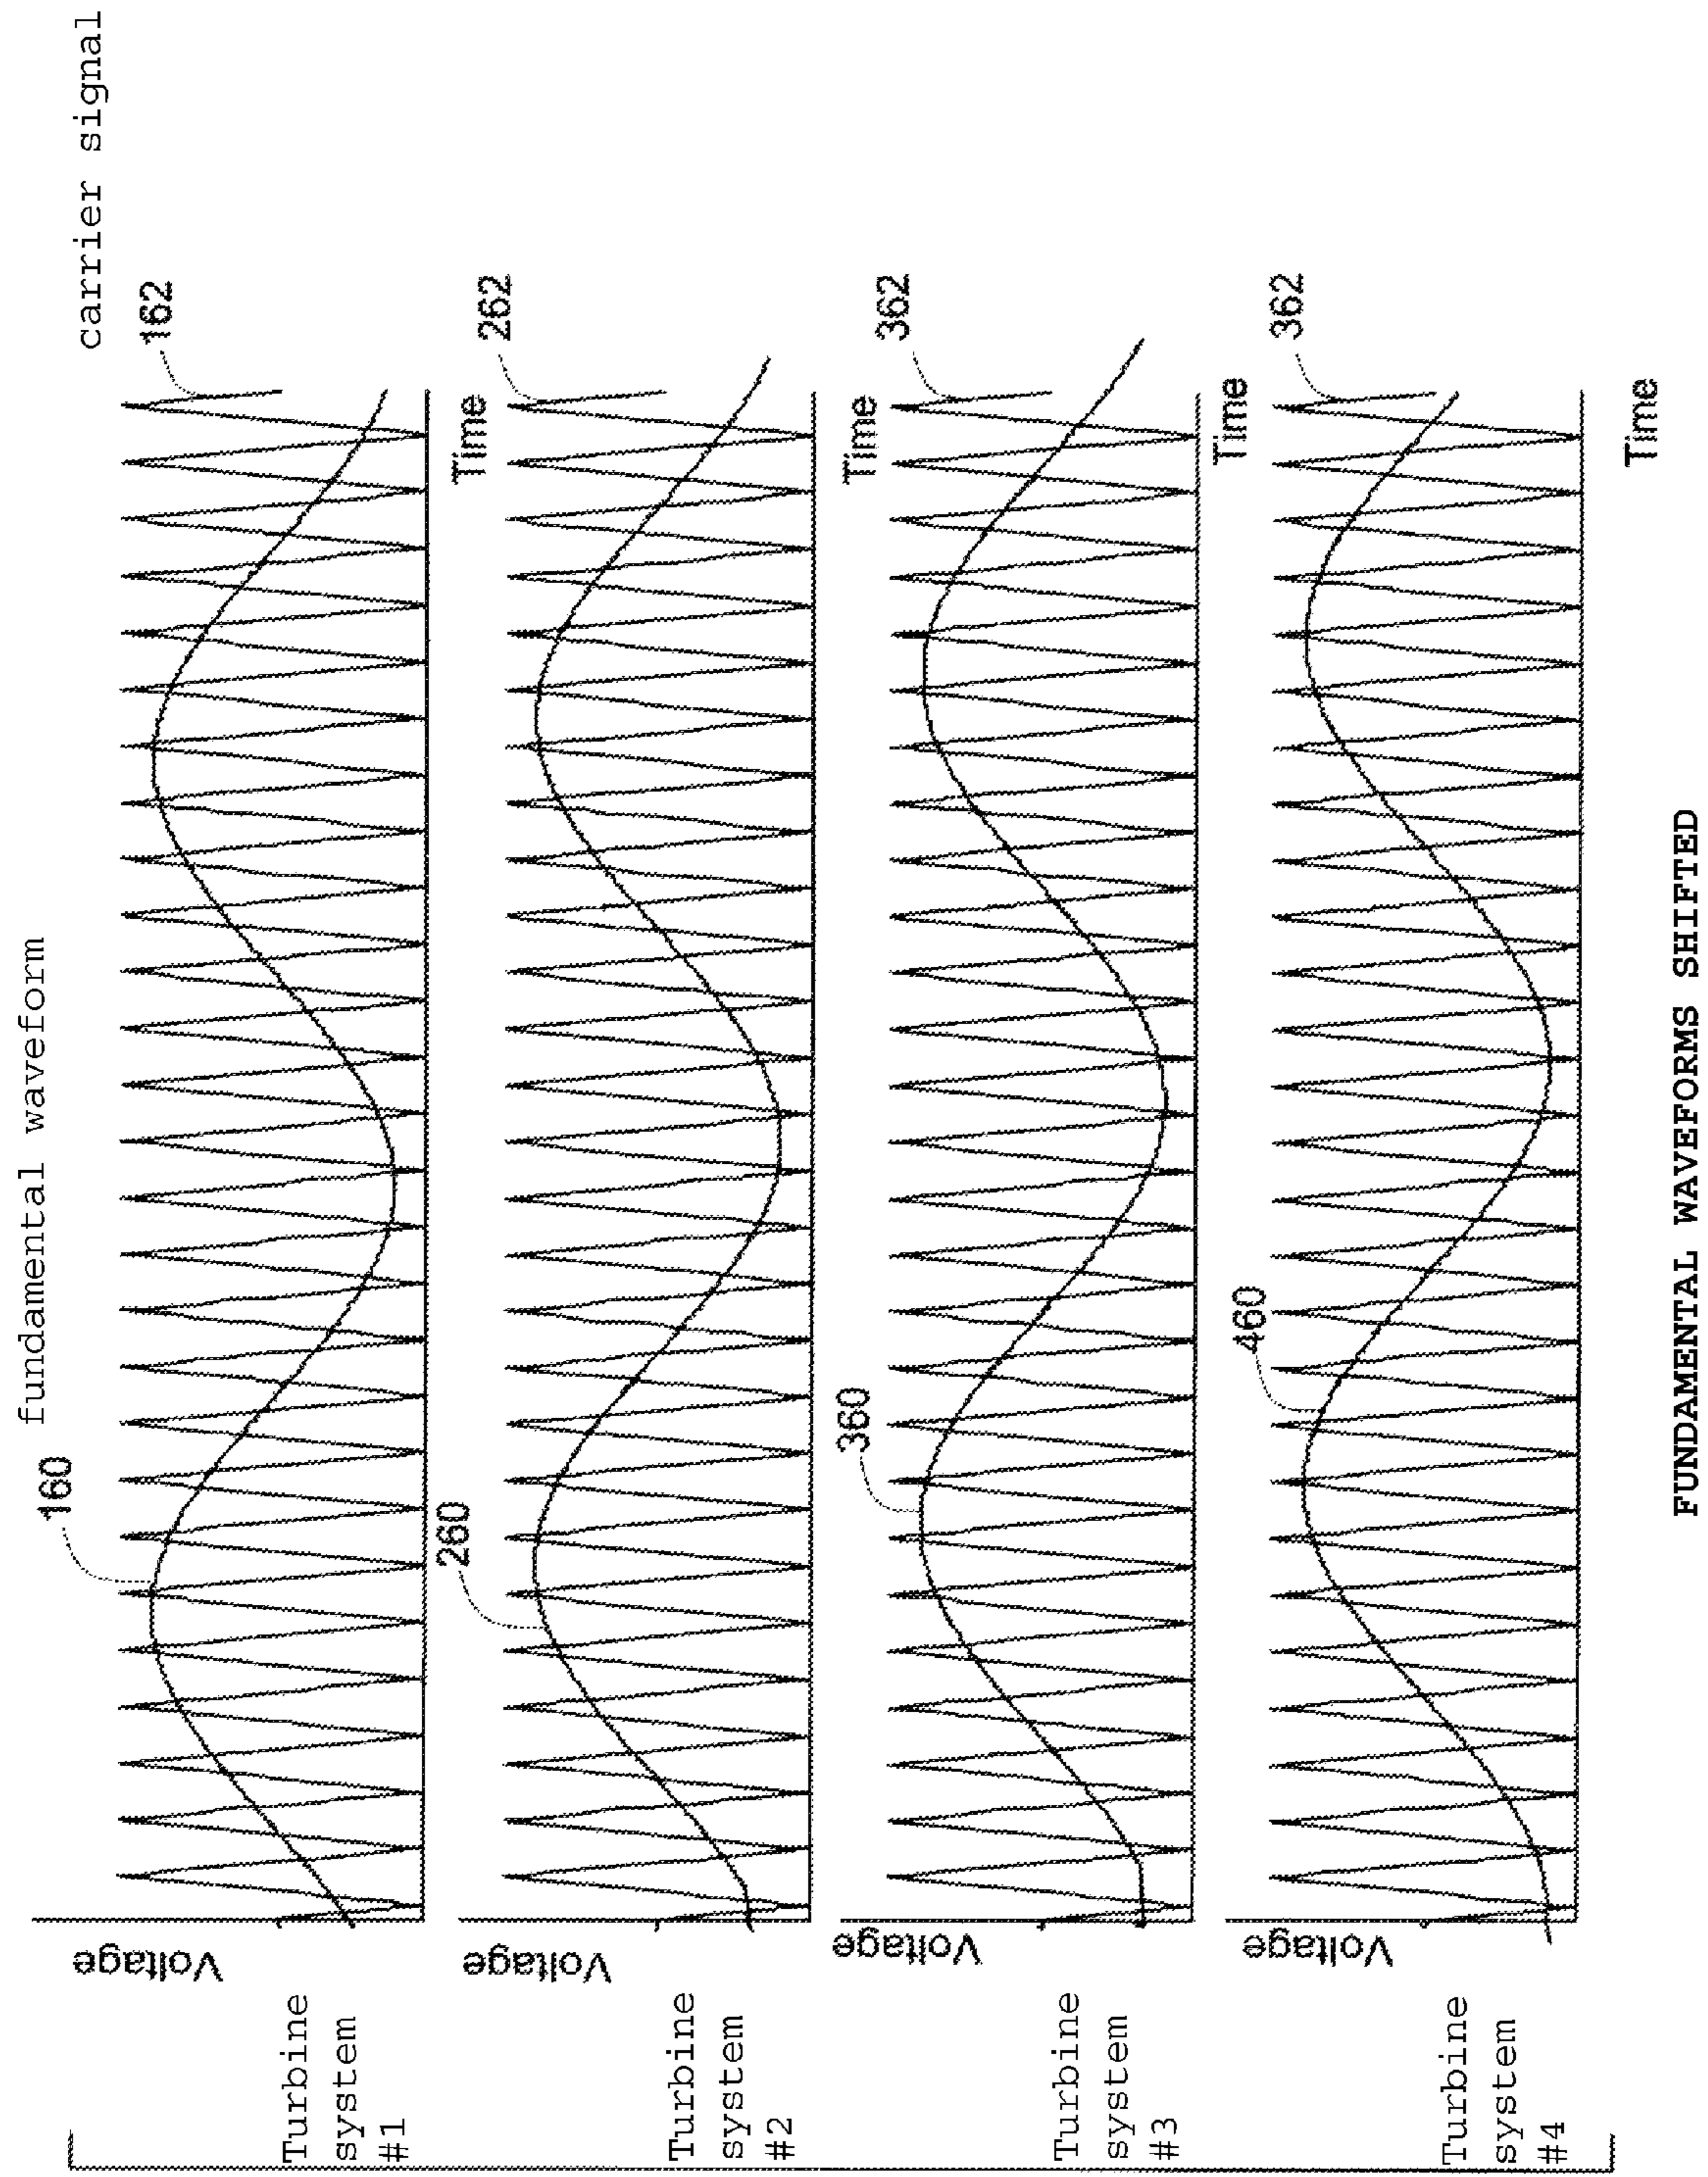 carrier signal
fundamental waveform
160
162
Voltage
Turbine
system
#1
Time
260
262
Voltage
Turbine
system
#2
Time
360
362
Voltage
Turbine
system
#3
Time
460
362
Voltage
Turbine
system
#4
Time
FUNDAMENTAL WAVEFORMS SHIFTED